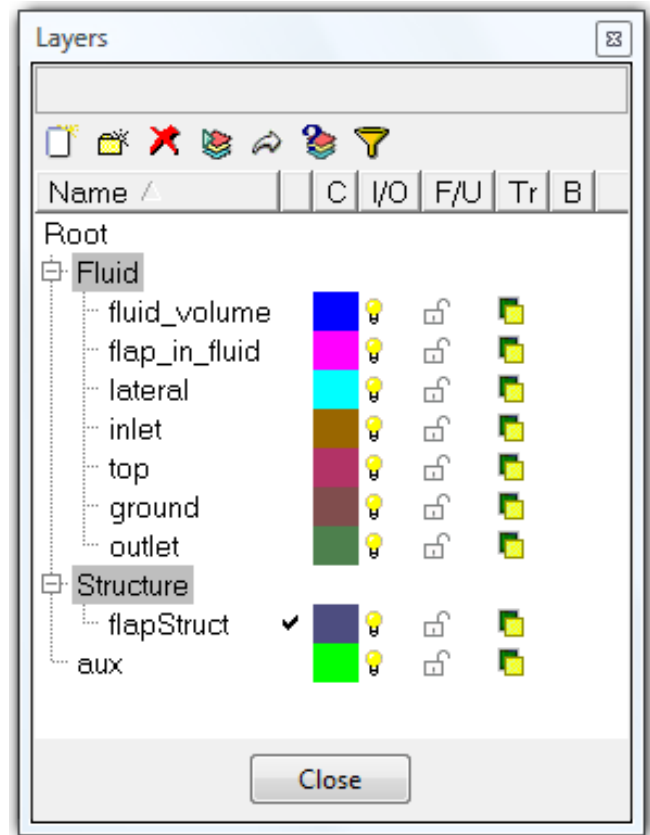 Layers
Name C I/O F/U Tr B
Root
Fluid
fluid_volume
flap_in_fluid
lateral
inlet
top
ground
outlet
Structure
flapStruct
aux
Close